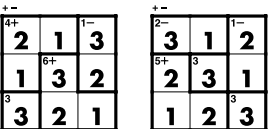 + - + -
4+ 1- 2- 1-
2 1 3 3 1 2
6+ 5+ 3
1 3 2 2 3 1
3 3
3 2 1 1 2 3